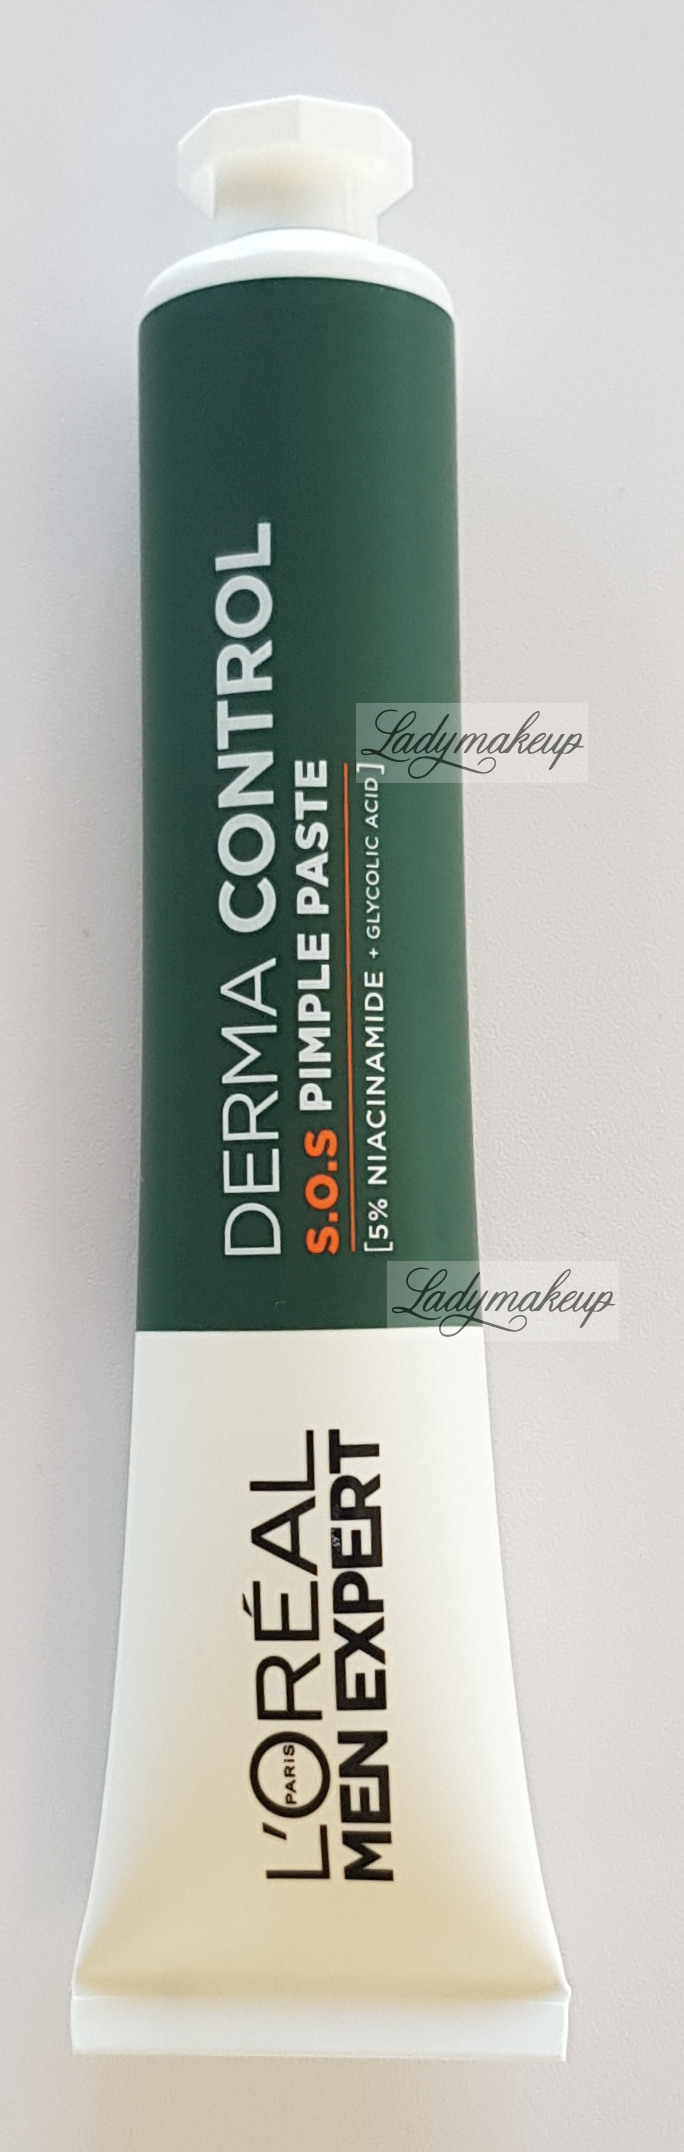 DERMA CONTROL
S.O.S PIMPLE PASTE
[5% NIACINAMIDE + GLYCOLIC ACID]
L'ORÉAL
PARIS
MEN EXPERT
Ladymakeup
Ladymakeup